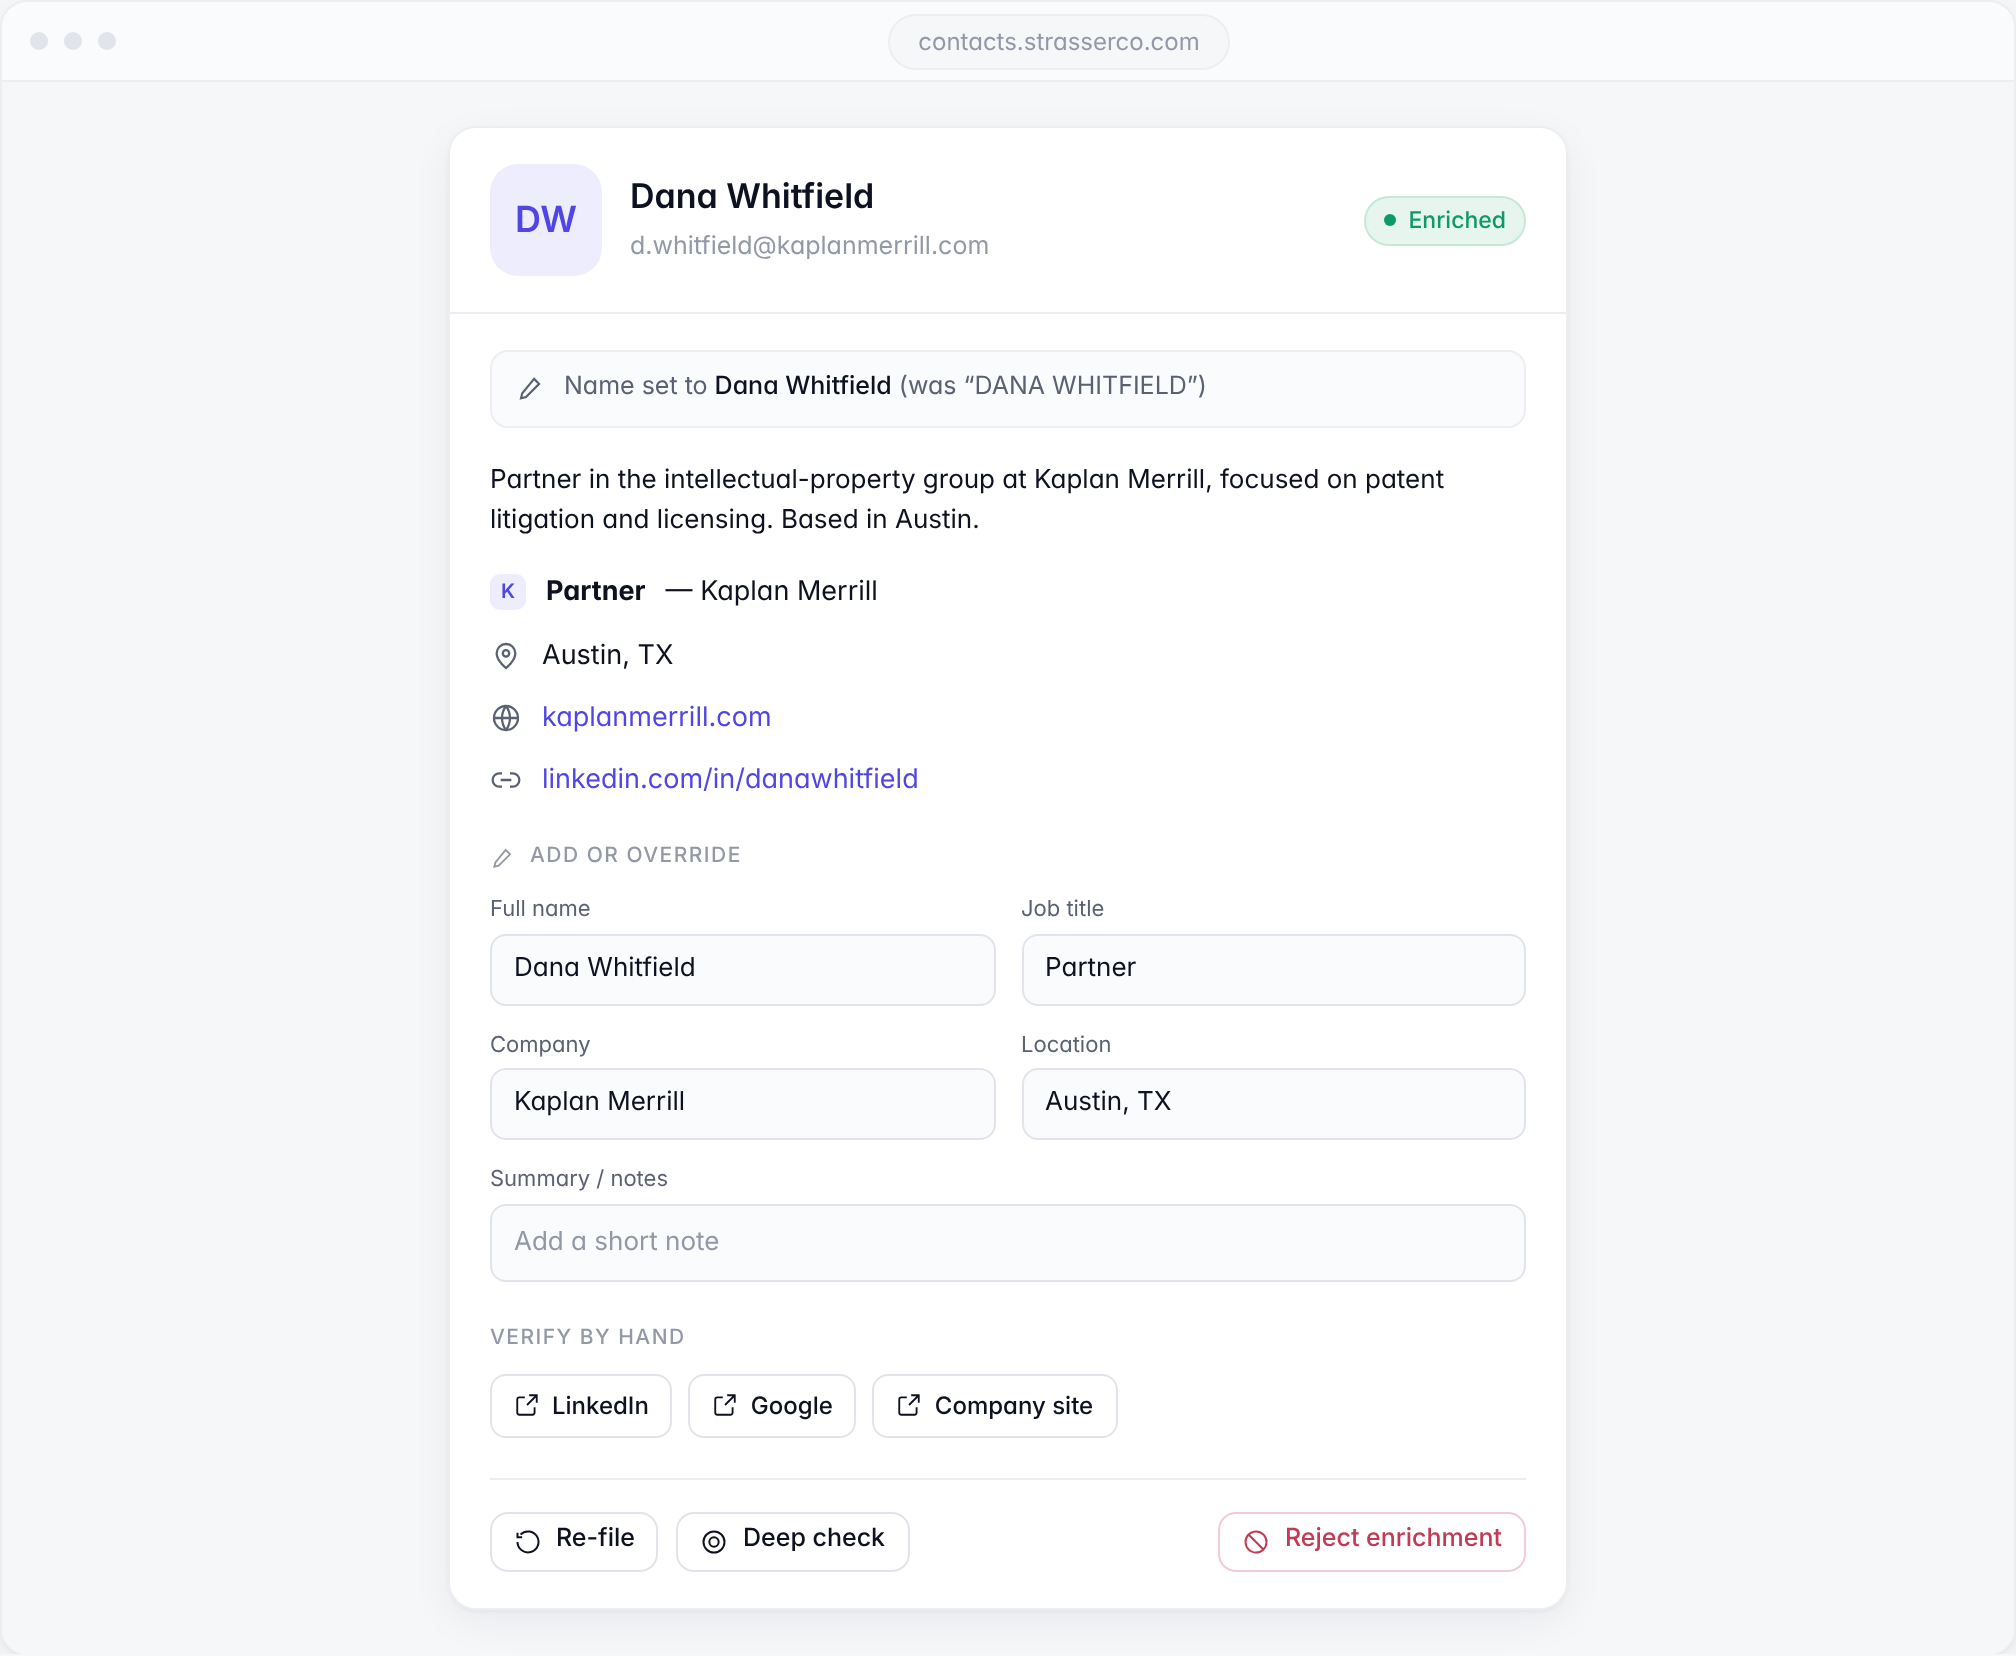 contacts.strasserco.com
DW
Dana Whitfield
d.whitfield@kaplanmerrill.com
Enriched
Name set to Dana Whitfield (was “DANA WHITFIELD”)
Partner in the intellectual-property group at Kaplan Merrill, focused on patent
litigation and licensing. Based in Austin.
K Partner — Kaplan Merrill
Austin, TX
kaplanmerrill.com
linkedin.com/in/danawhitfield
ADD OR OVERRIDE
Full name Job title
Dana Whitfield Partner
Company Location
Kaplan Merrill Austin, TX
Summary / notes
Add a short note
VERIFY BY HAND
LinkedIn Google Company site
Re-file Deep check Reject enrichment